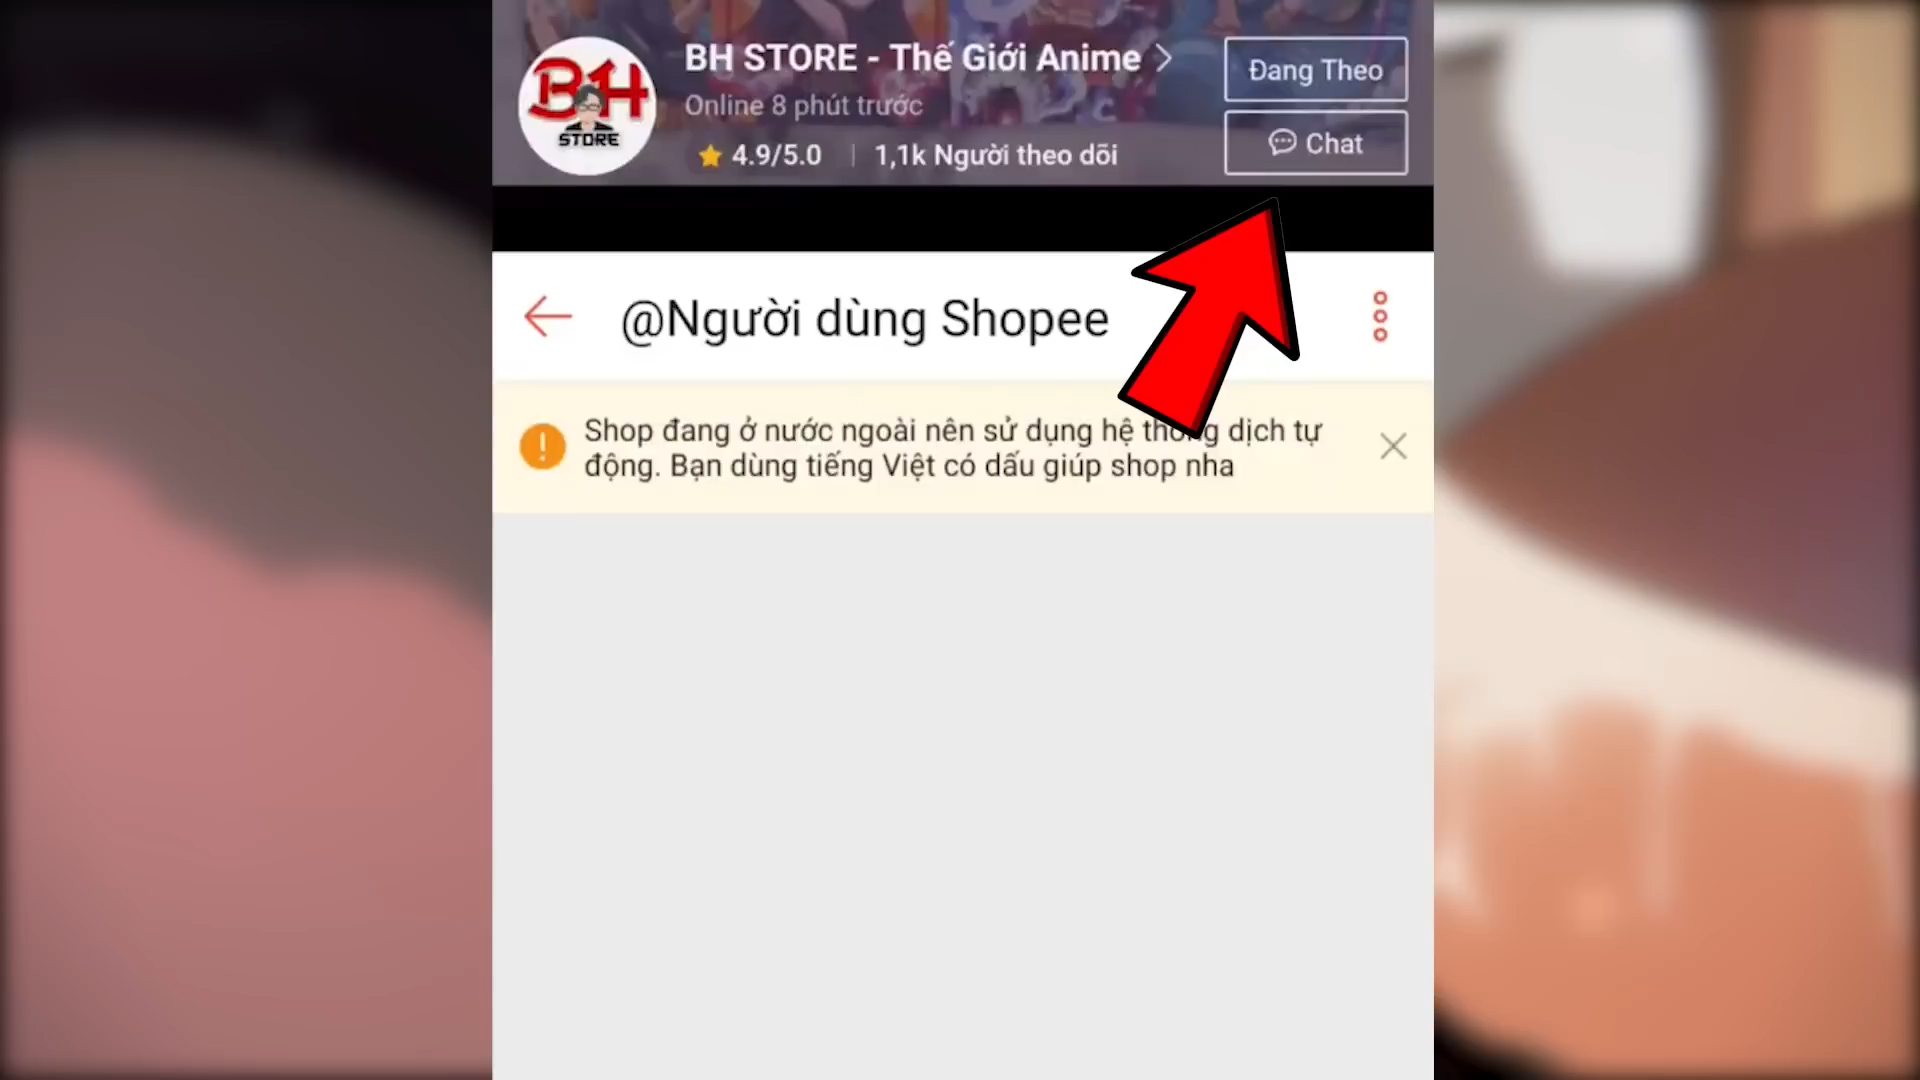 BH STORE - Thế Giới Anime
Đang Theo
Online 8 phút trước
4.9/5.0 | 1,1k Người theo dõi
Chat
BH
STORE
@Người dùng Shopee
Shop đang ở nước ngoài nên sử dụng hệ thống dịch tự
động. Bạn dùng tiếng Việt có dấu giúp shop nha